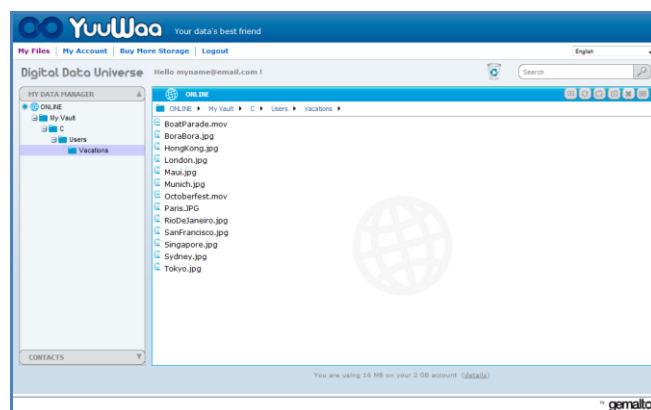 YuuWaa Your data's best friend
My Files | My Account | Buy More Storage | Logout English
Digital Data Universe Hello myname@email.com ! Search
MY DATA MANAGER
ONLINE
My Vault
C
Users
Vacations
CONTACTS
ONLINE
ONLINE My Vault C Users Vacations
BoatParade.mov
BoraBora.jpg
HongKong.jpg
London.jpg
Maui.jpg
Munich.jpg
Octoberfest.mov
Paris.JPG
RioDeJaneiro.jpg
SanFrancisco.jpg
Singapore.jpg
Sydney.jpg
Tokyo.jpg
You are using 16 MB on your 2 GB account (details)
by gemalto